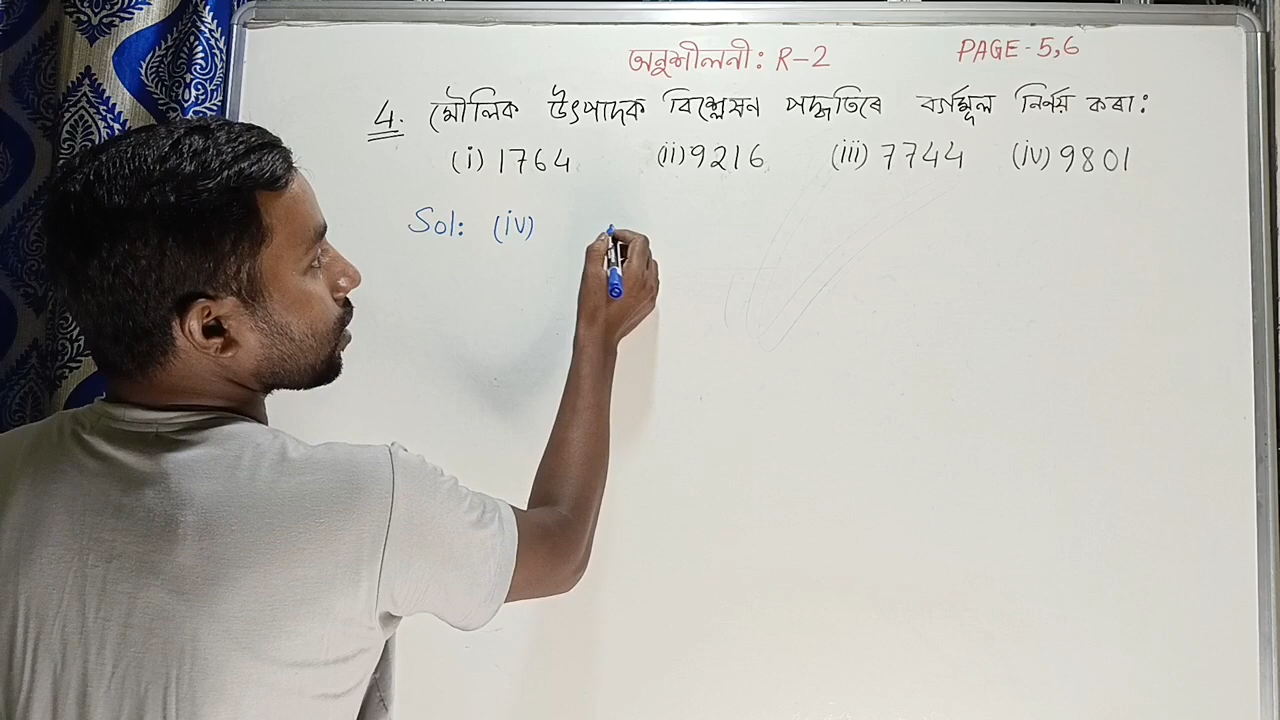 অনুশীলনী: R-2 PAGE-5,6
4. মৌলিক উৎপাদক বিশ্লেষন পদ্ধতিৰে বৰ্গমূল নিৰ্নয় কৰা:
(i) 1764 (ii) 9216 (iii) 7744 (iv) 9801
Sol: (iv)